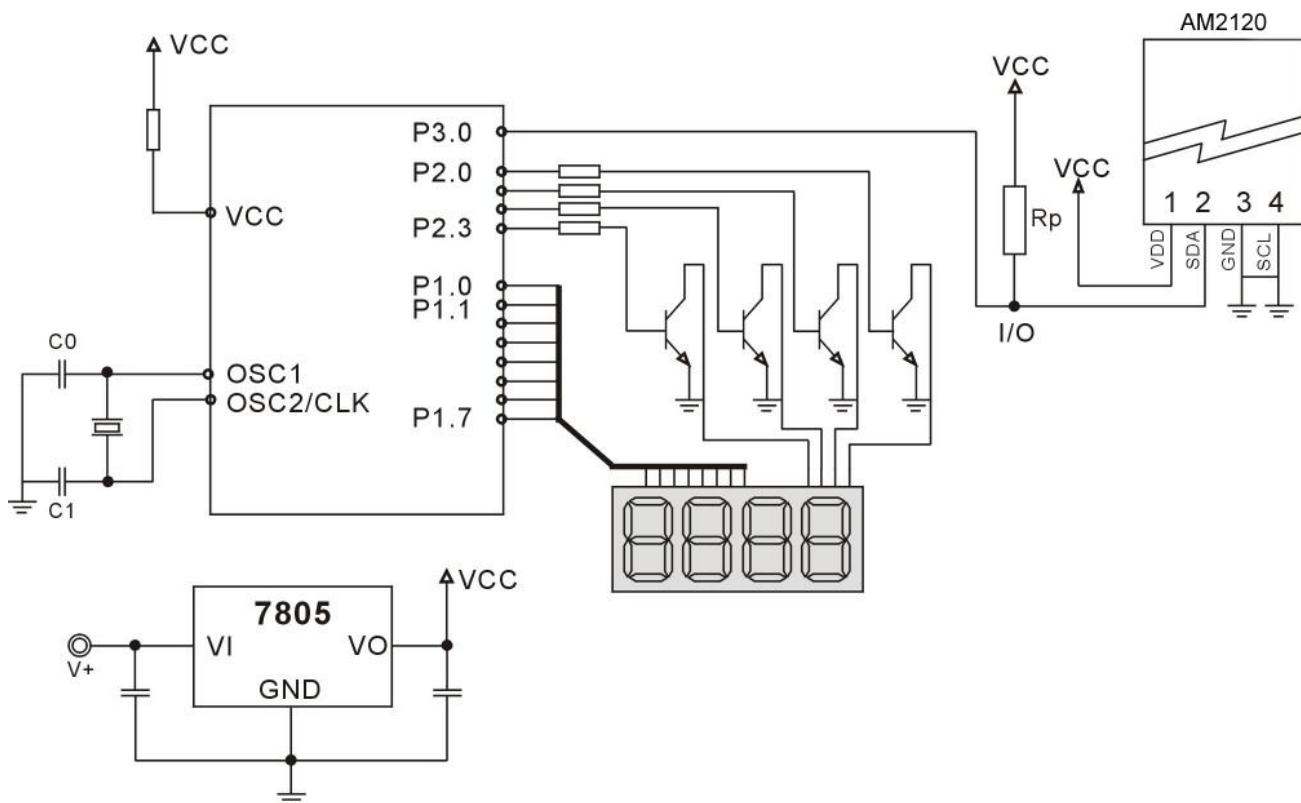 AM2120
VCC
VCC
P3.0
P2.0
VCC
1 2 3 4
VCC
Rp
P2.3
VDD
SDA
GND
SCL
P1.0
P1.1
I/O
C0
OSC1
OSC2/CLK
P1.7
C1
VCC
7805
VI
VO
V+
GND